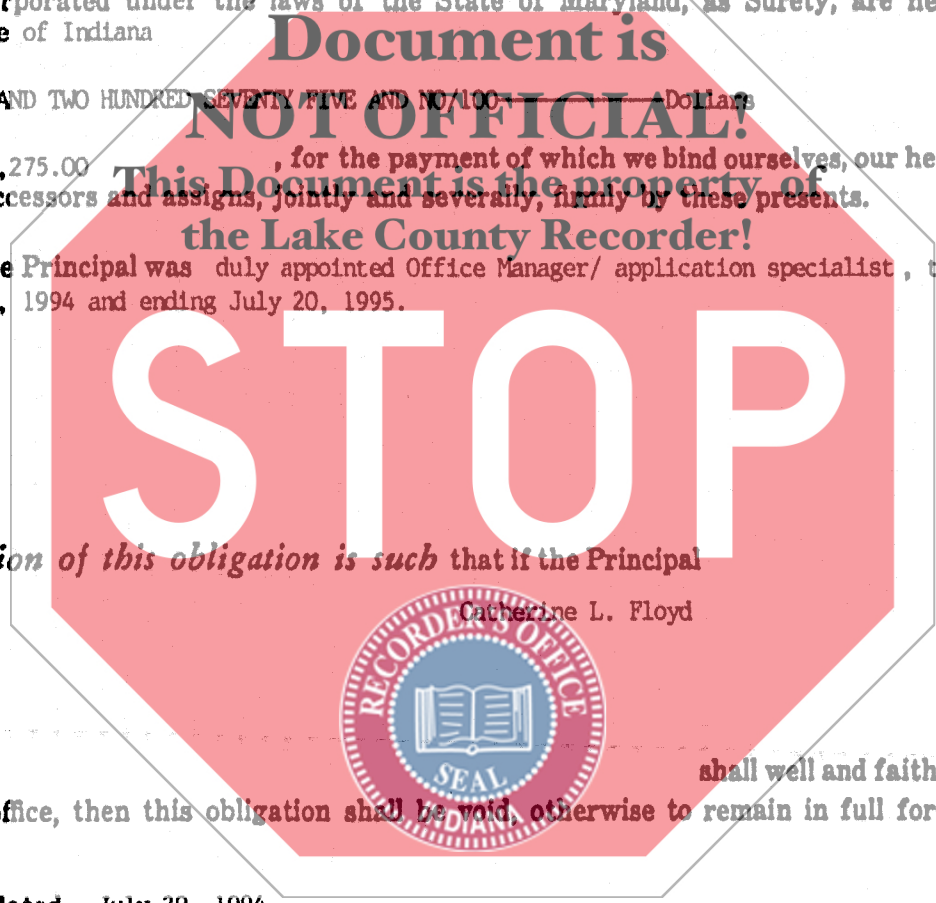 rporated under the laws of the State of Maryland, as Surety, are he
e of Indiana
Document is
AND TWO HUNDRED SEVENTY FIVE AND NO/100 Dollars
NOT OFFICIAL!
,275.00 , for the payment of which we bind ourselves, our he
This Document is the property of
ccessors and assigns, jointly and severally, firmly by these presents.
the Lake County Recorder!
e Principal was duly appointed Office Manager/ application specialist , t
, 1994 and ending July 20, 1995.
STOP
ion of this obligation is such that if the Principal
Catherine L. Floyd
RECORDER'S OFFICE
SEAL
INDIANA
shall well and faith
ffice, then this obligation shall be void, otherwise to remain in full for